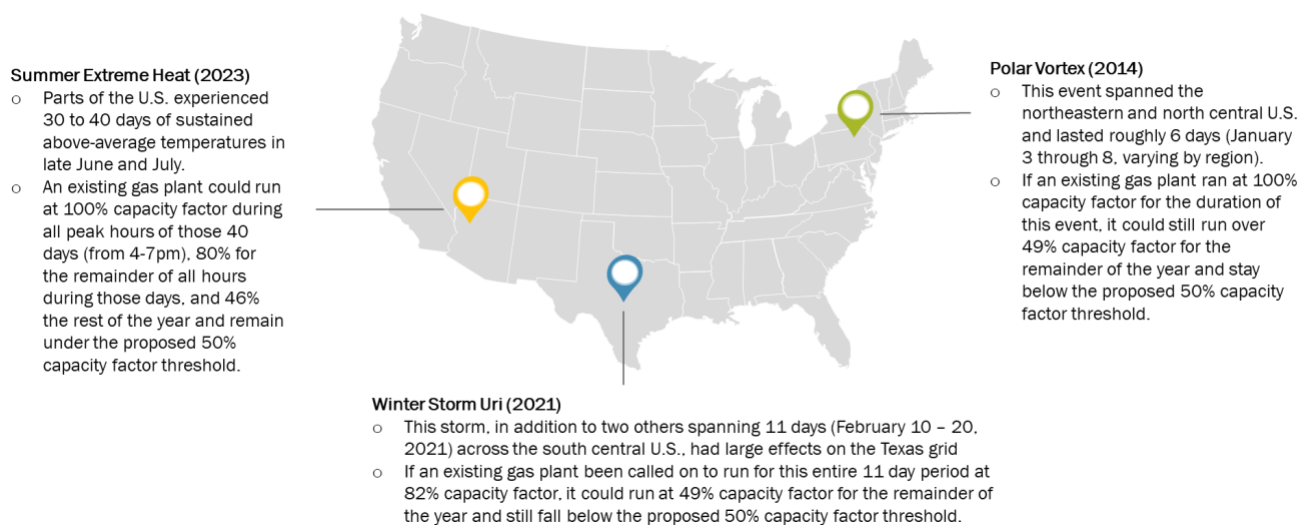 Summer Extreme Heat (2023)
o Parts of the U.S. experienced
30 to 40 days of sustained
above-average temperatures in
late June and July.
o An existing gas plant could run
at 100% capacity factor during
all peak hours of those 40
days (from 4-7pm), 80% for
the remainder of all hours
during those days, and 46%
the rest of the year and remain
under the proposed 50%
capacity factor threshold.
Polar Vortex (2014)
o This event spanned the
northeastern and north central U.S.
and lasted roughly 6 days (January
3 through 8, varying by region).
o If an existing gas plant ran at 100%
capacity factor for the duration of
this event, it could still run over
49% capacity factor for the
remainder of the year and stay
below the proposed 50% capacity
factor threshold.
Winter Storm Uri (2021)
o This storm, in addition to two others spanning 11 days (February 10 – 20,
2021) across the south central U.S., had large effects on the Texas grid
o If an existing gas plant been called on to run for this entire 11 day period at
82% capacity factor, it could run at 49% capacity factor for the remainder of
the year and still fall below the proposed 50% capacity factor threshold.